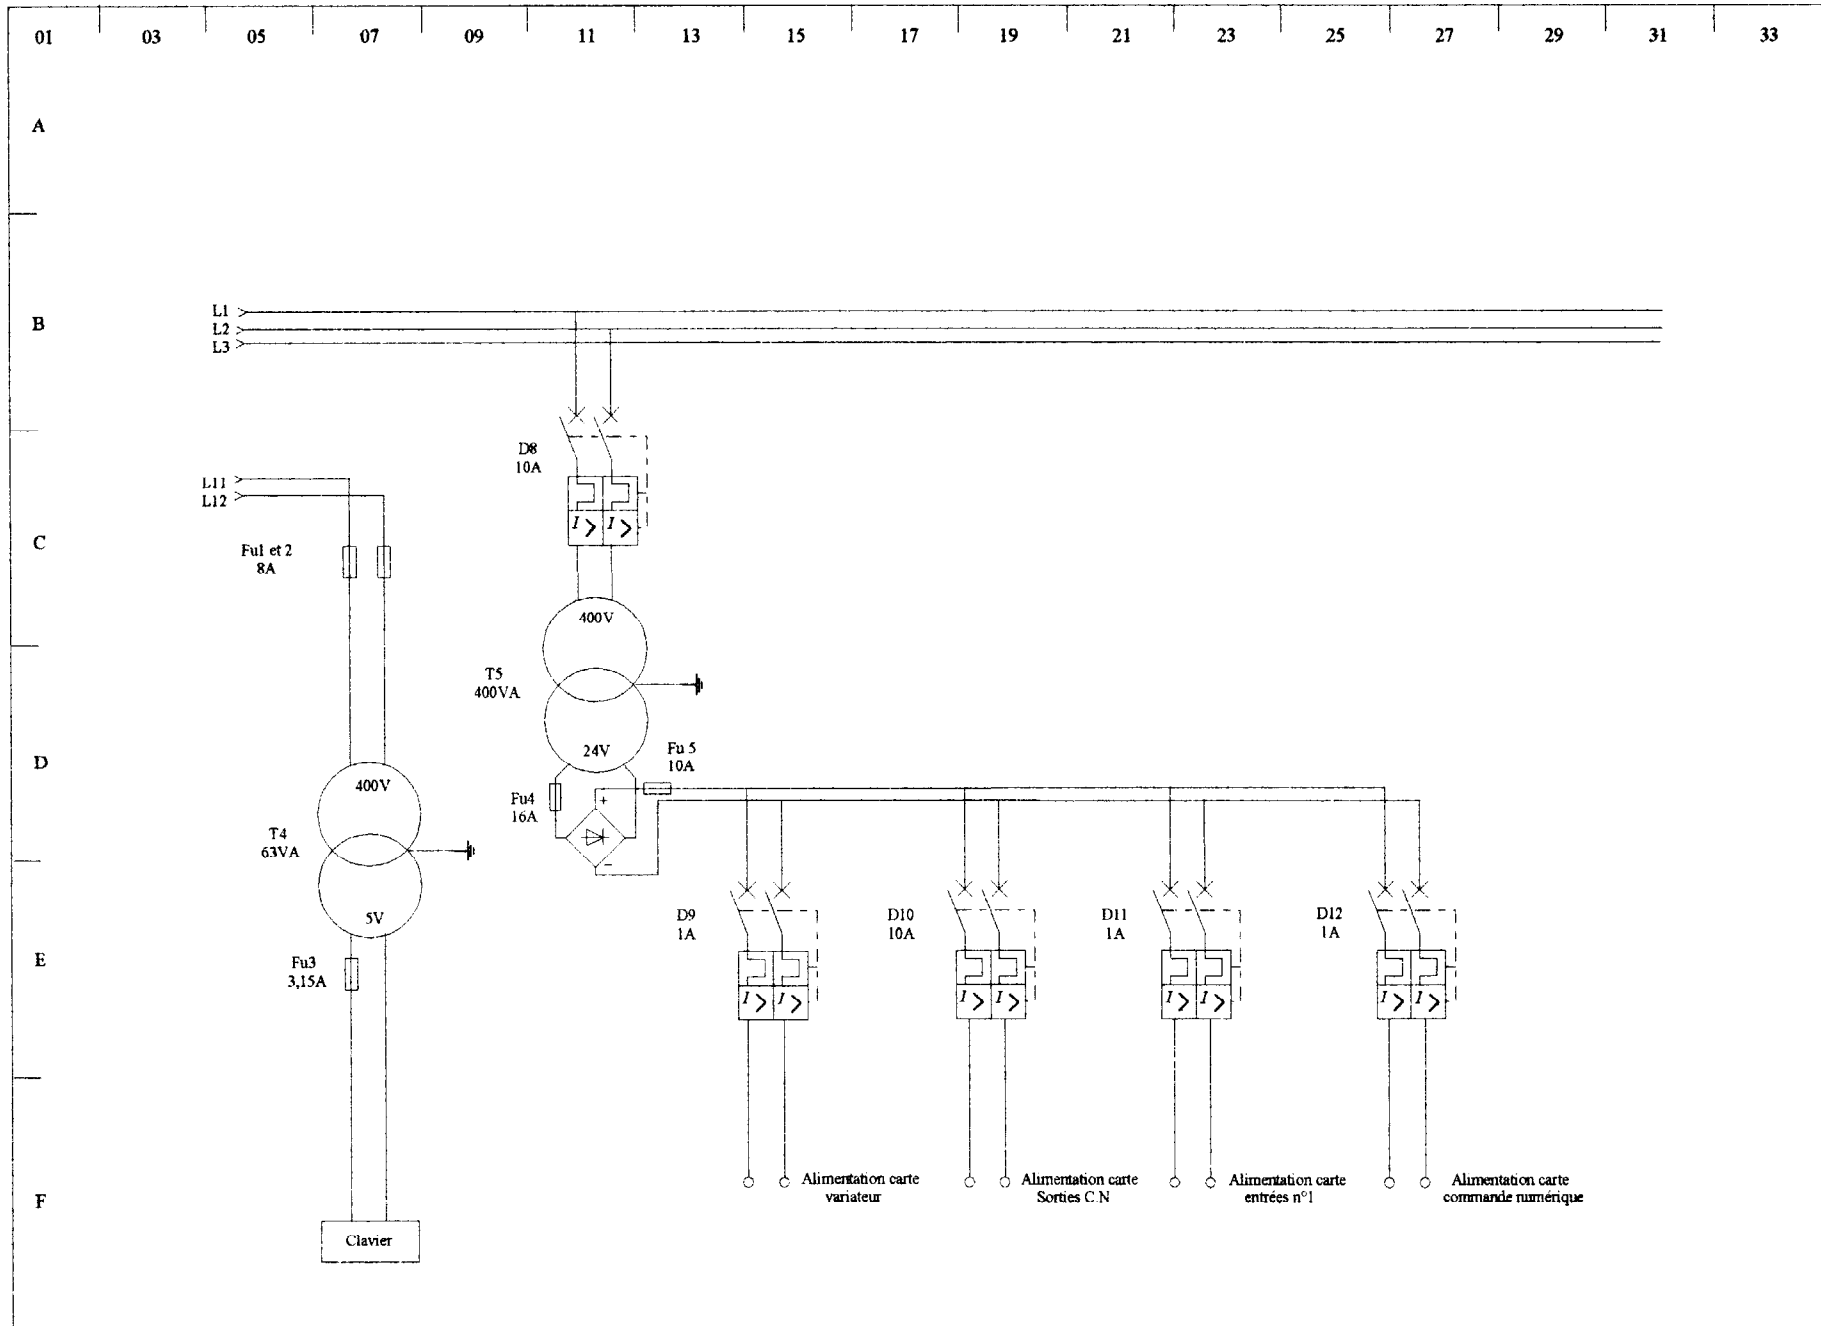 01 03 05 07 09 11 13 15 17 19 21 23 25 27 29 31 33
A
B
C
D
E
F
L1
L2
L3
L11
L12
Fu1 et 2
8A
400V
T4
63VA
5V
Fu3
3,15A
Clavier
D8
10A
I >
I >
400V
T5
400VA
24V
Fu4
16A
Fu 5
10A
+
−
D9
1A
I >
I >
Alimentation carte
variateur
D10
10A
I >
I >
Alimentation carte
Sorties C.N
D11
1A
I >
I >
Alimentation carte
entrées n°1
D12
1A
I >
I >
Alimentation carte
commande numérique